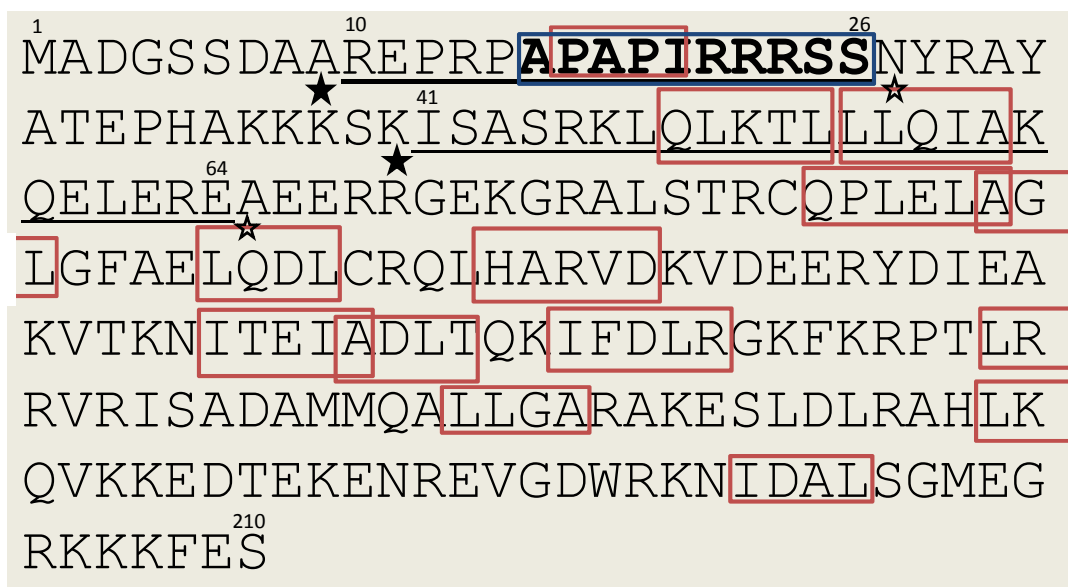 1 10 26
MADGSSDAAREPRPAPAPIRRRSSNYRAY
41
ATEPHAKKKSKISASRKLQLKTLLLQIAK
64
QELEREAEERRGEKGRALSTRCQPLELAG
LGFAELQDLCRQLHARVDKVDEERYDIEA
KVTKNITEIADLTQKIFDLRGKFKRPTLR
RVRISADAMMQALLGARAKESLDLRAHLK
QVKKEDTEKENREVGDWRKNIDALSGMEG
210
RKKKFES